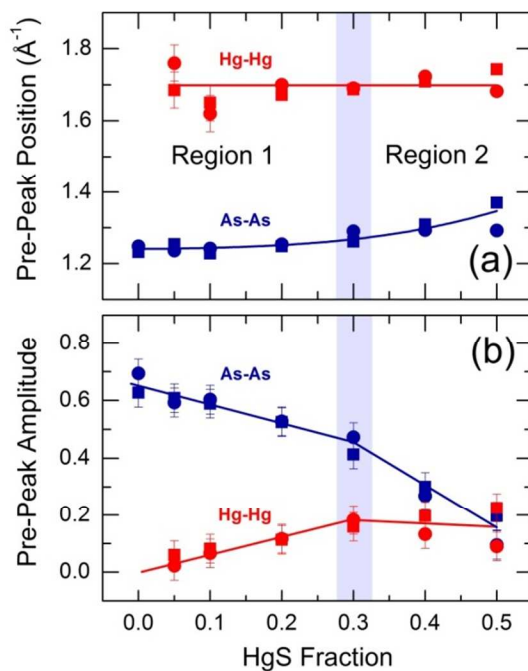 Pre-Peak Position (Å⁻¹)
1.8
1.6
1.4
1.2
Hg-Hg
Region 1
Region 2
As-As
(a)
Pre-Peak Amplitude
0.8
0.6
0.4
0.2
0.0
As-As
(b)
Hg-Hg
0.0 0.1 0.2 0.3 0.4 0.5
HgS Fraction